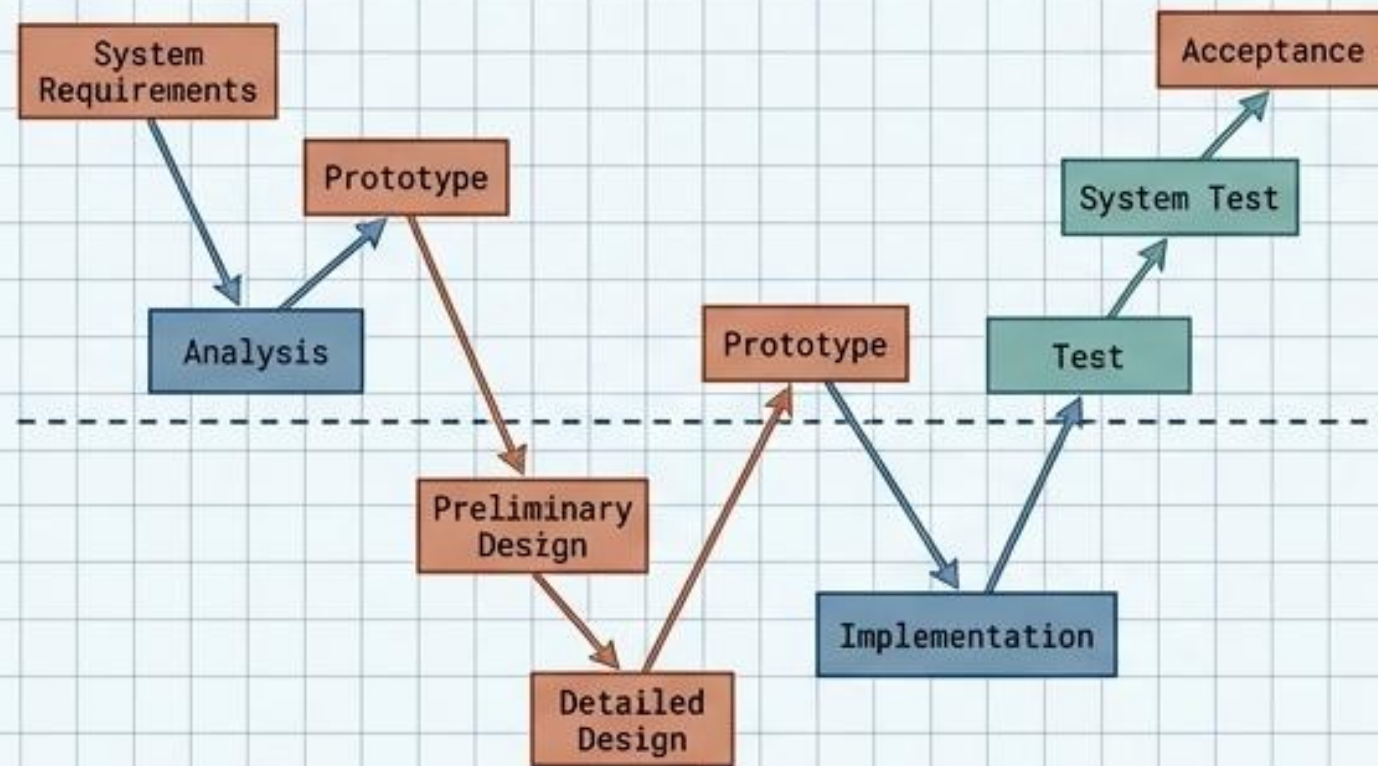 System
Requirements
Acceptance
Prototype
System Test
Analysis
Prototype
Test
Preliminary
Design
Implementation
Detailed
Design